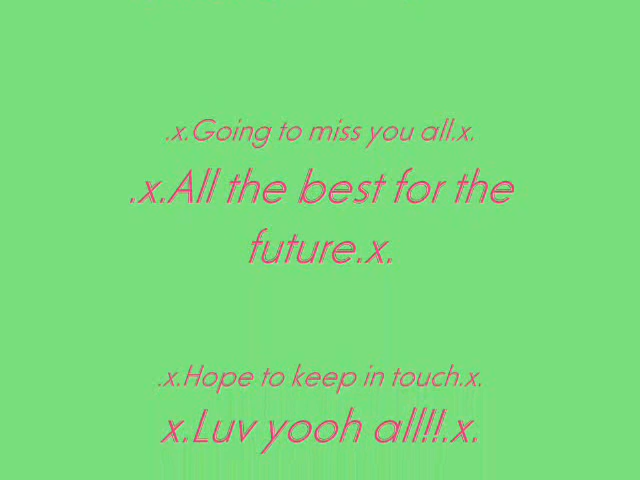 .x.Going to miss you all.x.
.x.All the best for the
future.x.
.x.Hope to keep in touch.x.
x.Luv yooh all!!.x.